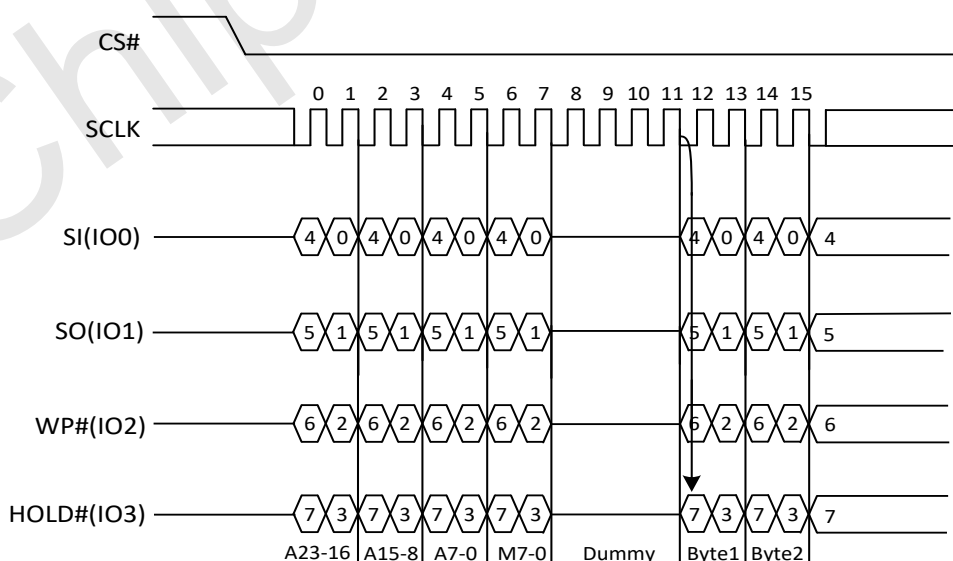 Chip
CS#
0 1 2 3 4 5 6 7 8 9 10 11 12 13 14 15
SCLK
SI(IO0) 4 0 4 0 4 0 4 0 4 0 4 0 4
SO(IO1) 5 1 5 1 5 1 5 1 5 1 5 1 5
WP#(IO2) 6 2 6 2 6 2 6 2 6 2 6 2 6
HOLD#(IO3) 7 3 7 3 7 3 7 3 7 3 7 3 7
A23-16 A15-8 A7-0 M7-0 Dummy Byte1 Byte2